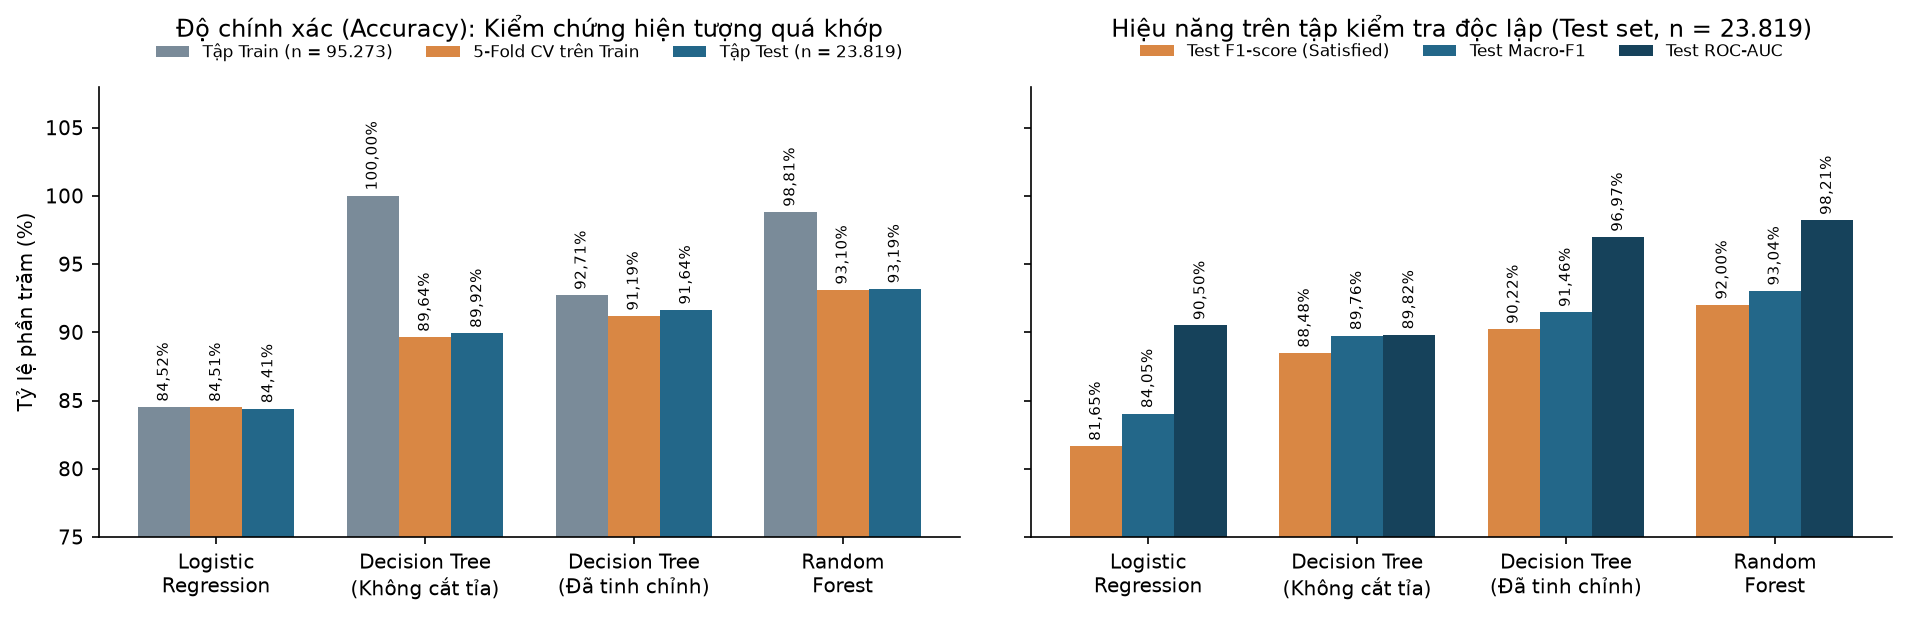 Độ chính xác (Accuracy): Kiểm chứng hiện tượng quá khớp
Tập Train (n = 95.273)
5-Fold CV trên Train
Tập Test (n = 23.819)
Tỷ lệ phần trăm (%)
105
100
95
90
85
80
75
84,52%
84,51%
84,41%
100,00%
89,64%
89,92%
92,71%
91,19%
91,64%
98,81%
93,10%
93,19%
Logistic
Regression
Decision Tree
(Không cắt tỉa)
Decision Tree
(Đã tinh chỉnh)
Random
Forest
Hiệu năng trên tập kiểm tra độc lập (Test set, n = 23.819)
Test F1-score (Satisfied)
Test Macro-F1
Test ROC-AUC
81,65%
84,05%
90,50%
88,48%
89,76%
89,82%
90,22%
91,46%
96,97%
92,00%
93,04%
98,21%
Logistic
Regression
Decision Tree
(Không cắt tỉa)
Decision Tree
(Đã tinh chỉnh)
Random
Forest